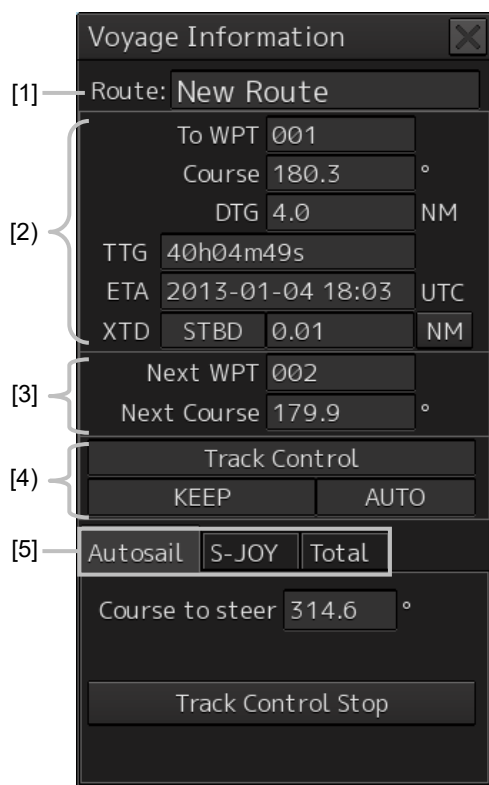 Voyage Information
[1] Route: New Route
[2] To WPT 001
Course 180.3 °
DTG 4.0 NM
TTG 40h04m49s
ETA 2013-01-04 18:03 UTC
XTD STBD 0.01 NM
[3] Next WPT 002
Next Course 179.9 °
[4] Track Control
KEEP AUTO
[5] Autosail S-JOY Total
Course to steer 314.6 °
Track Control Stop